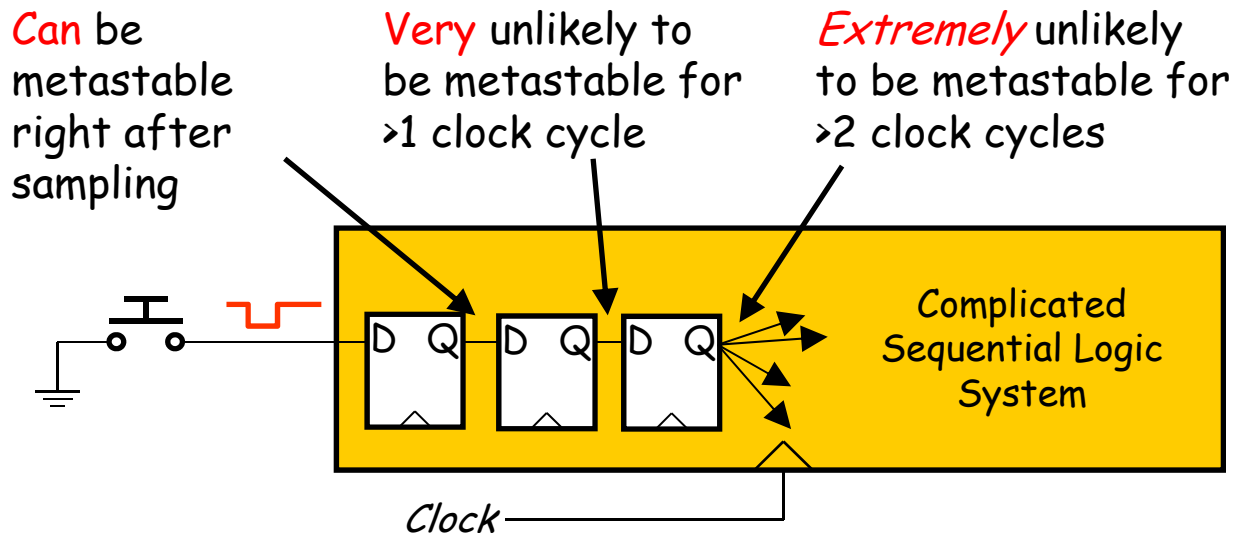 Can be
metastable
right after
sampling
Very unlikely to
be metastable for
>1 clock cycle
Extremely unlikely
to be metastable for
>2 clock cycles
D Q D Q D Q
Complicated
Sequential Logic
System
Clock